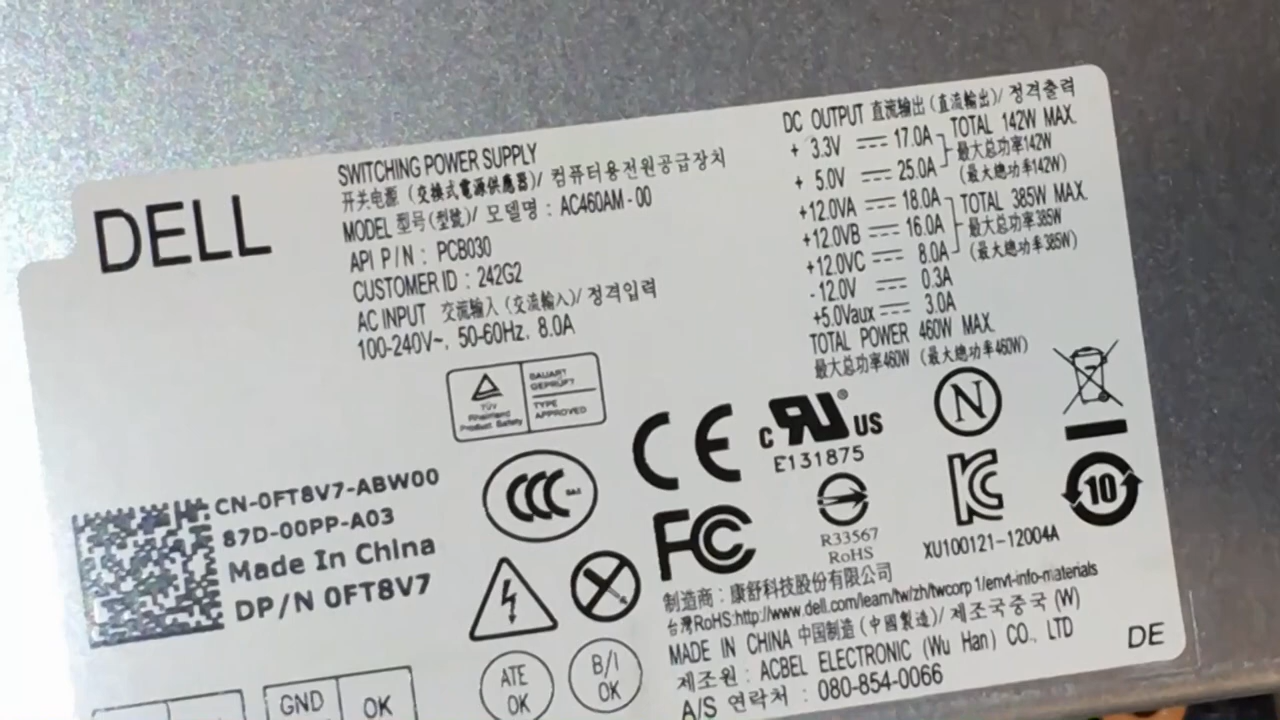 DELL
SWITCHING POWER SUPPLY
开关电源 (交換式電源供應器)/ 컴퓨터용전원공급장치
MODEL 型号(型號)/ 모델명 : AC460AM-00
API P/N : PCB030
CUSTOMER ID : 242G2
AC INPUT 交流输入 (交流輸入)/ 정격입력
100-240V~, 50-60Hz, 8.0A
DC OUTPUT 直流输出 (直流輸出)/ 정격출력
+ 3.3V 17.0A TOTAL 142W MAX.
最大总功率142W
+ 5.0V 25.0A (最大總功率142W)
+12.0VA 18.0A TOTAL 385W MAX.
+12.0VB 16.0A 最大总功率385W
+12.0VC 8.0A (最大總功率385W)
-12.0V 0.3A
+5.0Vaux 3.0A
TOTAL POWER 460W MAX.
最大总功率460W (最大總功率460W)
TÜV Rheinland Product Safety
BAUART GEPRÜFT
TYPE APPROVED
CE
c RU ® US
E131875
N
CCC
FC
R33567
RoHS
KC
XU100121-12004A
10
CN-0FT8V7-ABW00
87D-00PP-A03
Made In China
DP/N 0FT8V7
制造商 : 康舒科技股份有限公司
台灣RoHS:http://www.dell.com/learn/tw/zh/twcorp1/envt-info-materials
MADE IN CHINA 中国制造 (中國製造)/ 제조국중국 (W)
제조원 : ACBEL ELECTRONIC (Wu Han) CO., LTD
A/S 연락처 : 080-854-0066
DE
ATE OK
B/I OK
GND OK